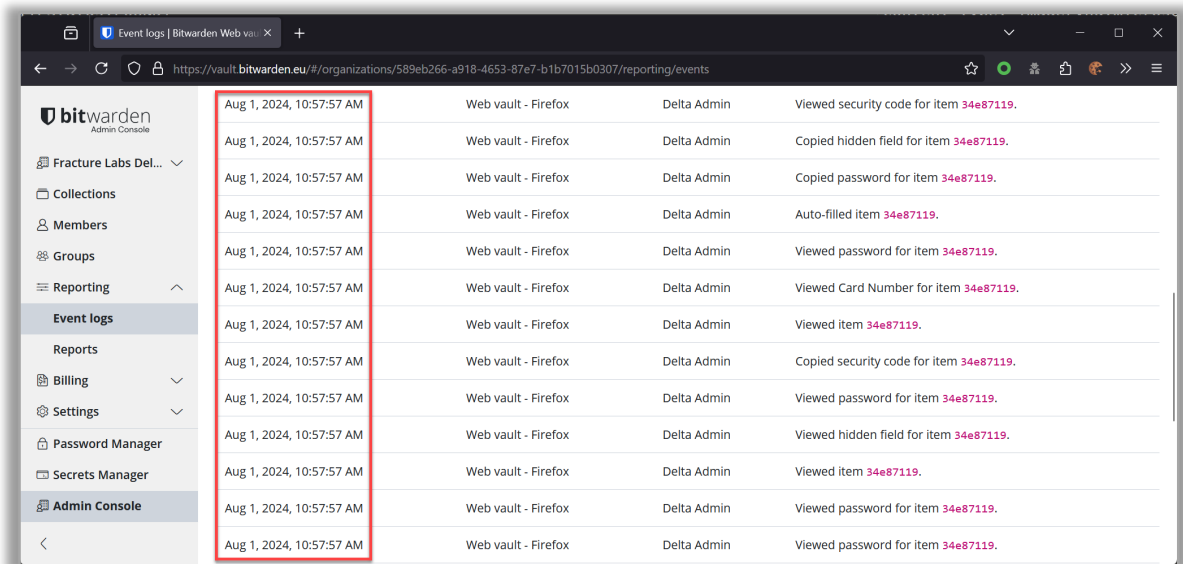 Event logs | Bitwarden Web vau
https://vault.bitwarden.eu/#/organizations/589eb266-a918-4653-87e7-b1b7015b0307/reporting/events
bitwarden
Admin Console
Fracture Labs Del...
Collections
Members
Groups
Reporting
Event logs
Reports
Billing
Settings
Password Manager
Secrets Manager
Admin Console
Aug 1, 2024, 10:57:57 AM Web vault - Firefox Delta Admin Viewed security code for item 34e87119.
Aug 1, 2024, 10:57:57 AM Web vault - Firefox Delta Admin Copied hidden field for item 34e87119.
Aug 1, 2024, 10:57:57 AM Web vault - Firefox Delta Admin Copied password for item 34e87119.
Aug 1, 2024, 10:57:57 AM Web vault - Firefox Delta Admin Auto-filled item 34e87119.
Aug 1, 2024, 10:57:57 AM Web vault - Firefox Delta Admin Viewed password for item 34e87119.
Aug 1, 2024, 10:57:57 AM Web vault - Firefox Delta Admin Viewed Card Number for item 34e87119.
Aug 1, 2024, 10:57:57 AM Web vault - Firefox Delta Admin Viewed item 34e87119.
Aug 1, 2024, 10:57:57 AM Web vault - Firefox Delta Admin Copied security code for item 34e87119.
Aug 1, 2024, 10:57:57 AM Web vault - Firefox Delta Admin Viewed password for item 34e87119.
Aug 1, 2024, 10:57:57 AM Web vault - Firefox Delta Admin Viewed hidden field for item 34e87119.
Aug 1, 2024, 10:57:57 AM Web vault - Firefox Delta Admin Viewed item 34e87119.
Aug 1, 2024, 10:57:57 AM Web vault - Firefox Delta Admin Viewed password for item 34e87119.
Aug 1, 2024, 10:57:57 AM Web vault - Firefox Delta Admin Viewed password for item 34e87119.